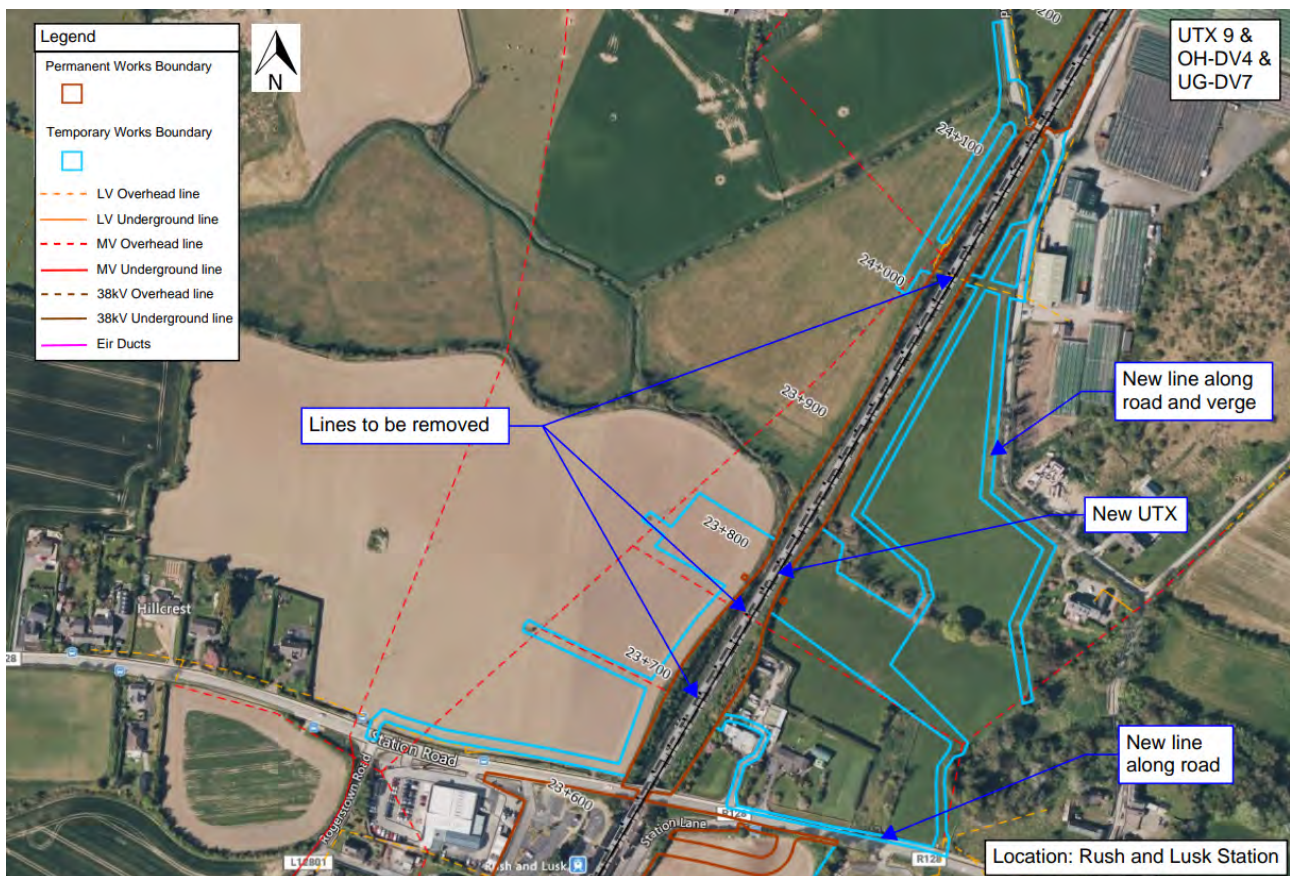 Legend
Permanent Works Boundary
Temporary Works Boundary
LV Overhead line
LV Underground line
MV Overhead line
MV Underground line
38kV Overhead line
38kV Underground line
Eir Ducts
N
UTX 9 &
OH-DV4 &
UG-DV7
24+100
24+000
23+900
23+800
23+700
23+600
Lines to be removed
New line along
road and verge
New UTX
New line
along road
Hillcrest
Station Road
Rogerstown Road
Station Lane
L12801
R128
Rush and Lusk
Location: Rush and Lusk Station